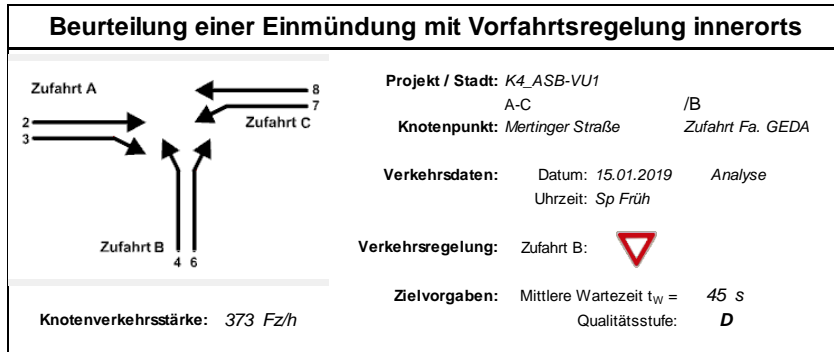 Beurteilung einer Einmündung mit Vorfahrtsregelung innerorts
Zufahrt A
8
7
Zufahrt C
2
3
Zufahrt B
4 6
Knotenverkehrsstärke: 373 Fz/h
Projekt / Stadt: K4_ASB-VU1
A-C /B
Knotenpunkt: Mertinger Straße Zufahrt Fa. GEDA
Verkehrsdaten: Datum: 15.01.2019 Analyse
Uhrzeit: Sp Früh
Verkehrsregelung: Zufahrt B:
Zielvorgaben: Mittlere Wartezeit tW = 45 s
Qualitätsstufe: D